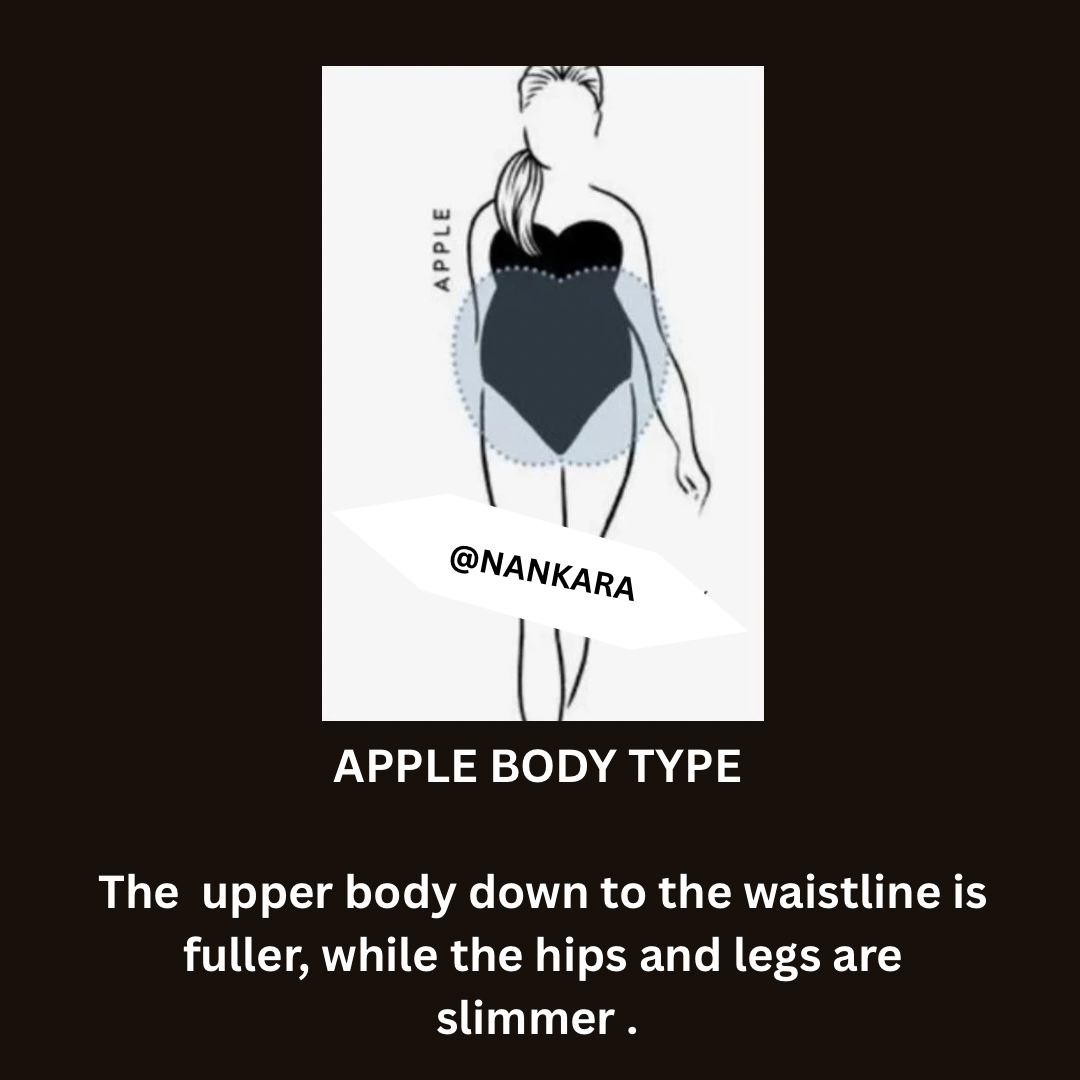 APPLE
@NANKARA
APPLE BODY TYPE
The  upper body down to the waistline is
fuller, while the hips and legs are
slimmer .